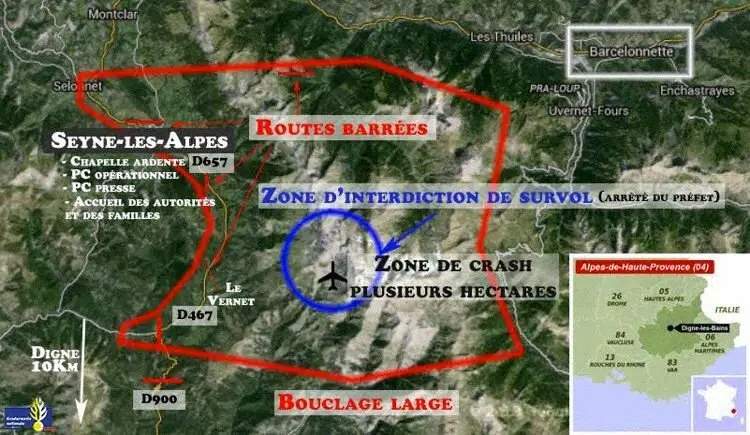 Montclar
Selonnet
Les Thuiles
Barcelonnette
PRA-LOUP
Enchastrayes
Uvernet-Fours
Routes barrées
Seyne-les-Alpes
- Chapelle ardente
- PC opérationnel
- PC presse
- Accueil des autorités
et des familles
D657
Zone d'interdiction de survol (arrêté du préfet)
Zone de crash
plusieurs hectares
Le
Vernet
D467
Digne
10Km
D900
Bouclage large
Gendarmerie
nationale
Alpes-de-Haute-Provence (04)
05
HAUTES-ALPES
26
DROME
ITALIE
Digne-les-Bains
84
VAUCLUSE
06
ALPES
MARITIMES
13
BOUCHES DU RHONE
83
VAR